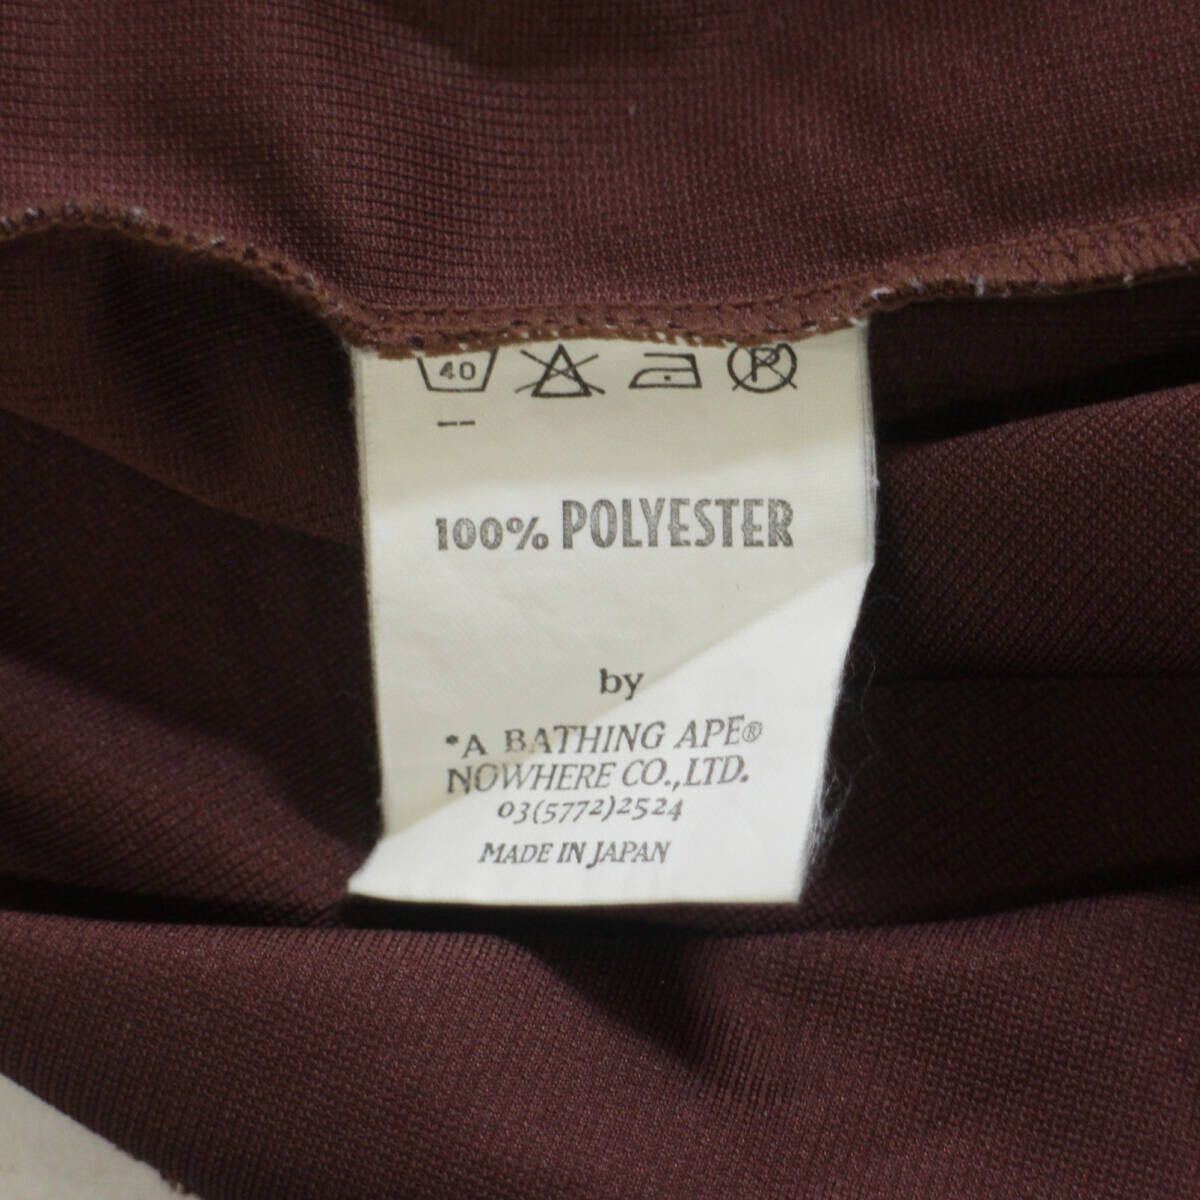 40
P
100% POLYESTER
by
*A BATHING APE®
NOWHERE CO.,LTD.
03(5772)2524
MADE IN JAPAN